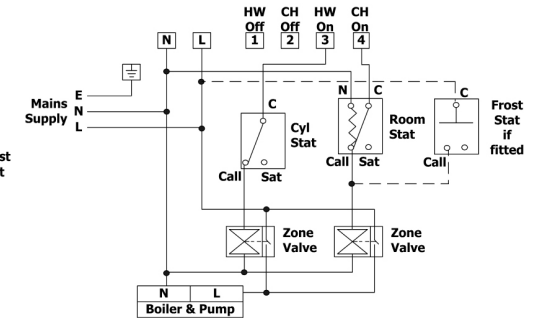 HW CH HW CH
Off Off On On
N L 1 2 3 4
E
N C C
Mains N
Supply L
C
Cyl Stat
Room Stat
Frost Stat if fitted
st
t
Call Sat
Call Sat
Call
Zone Valve
Zone Valve
N L
Boiler & Pump